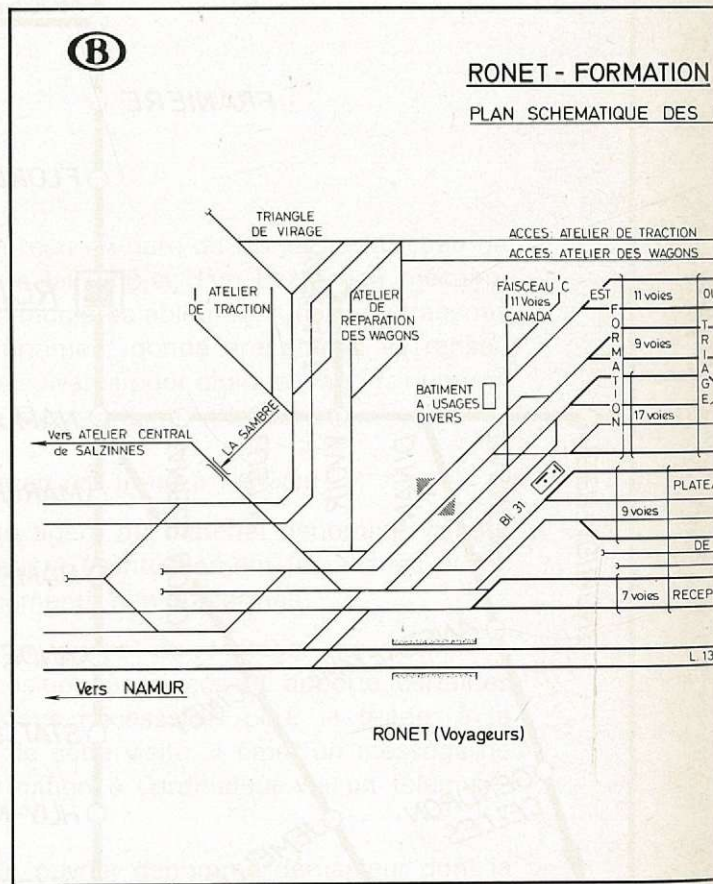 B
RONET - FORMATION
PLAN SCHEMATIQUE DES
TRIANGLE
DE VIRAGE
ACCES: ATELIER DE TRACTION
ACCES: ATELIER DES WAGONS
ATELIER
DE TRACTION
ATELIER
DE
REPARATION
DES WAGONS
FAISCEAU C
11 Voies
CANADA
EST
FORMATION
11 voies
9 voies
17 voies
OU
TRIAGE
BATIMENT
A USAGES
DIVERS
LA SAMBRE
Vers ATELIER CENTRAL
de SALZINNES
Bl. 31
PLATEA
9 voies
DE
7 voies
RECEP
L 13
Vers NAMUR
RONET (Voyageurs)
FRANIERE